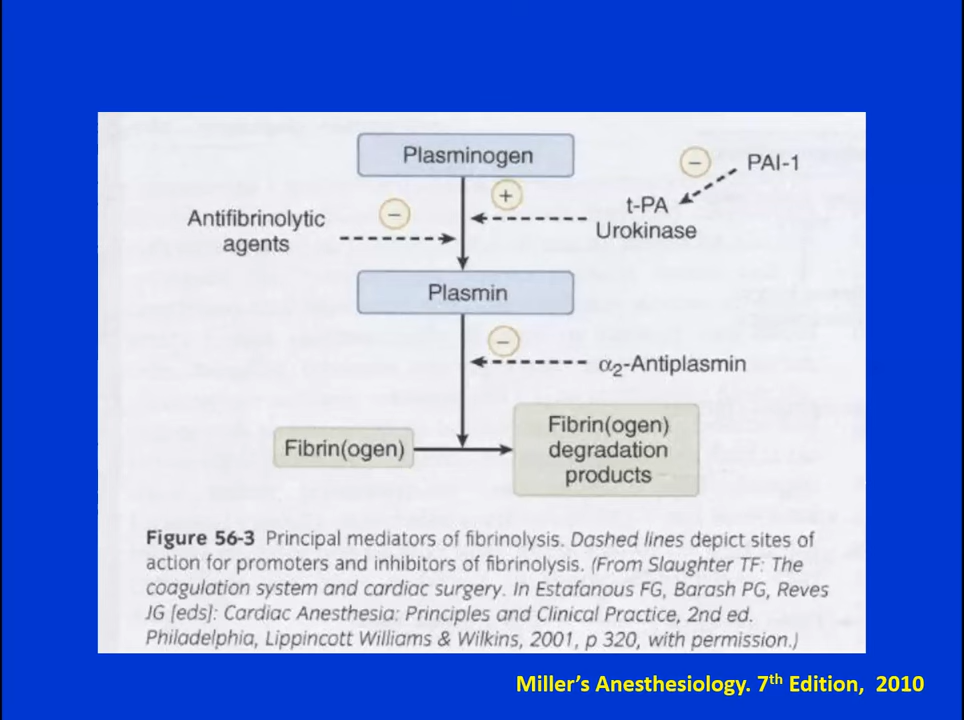 Plasminogen
−
PAI-1
+
t-PA
Urokinase
Antifibrinolytic
agents
−
Plasmin
−
α2-Antiplasmin
Fibrin(ogen)
Fibrin(ogen)
degradation
products
Figure 56-3 Principal mediators of fibrinolysis. Dashed lines depict sites of
action for promoters and inhibitors of fibrinolysis. (From Slaughter TF: The
coagulation system and cardiac surgery. In Estafanous FG, Barash PG, Reves
JG [eds]: Cardiac Anesthesia: Principles and Clinical Practice, 2nd ed.
Philadelphia, Lippincott Williams & Wilkins, 2001, p 320, with permission.)
Miller's Anesthesiology. 7th Edition, 2010